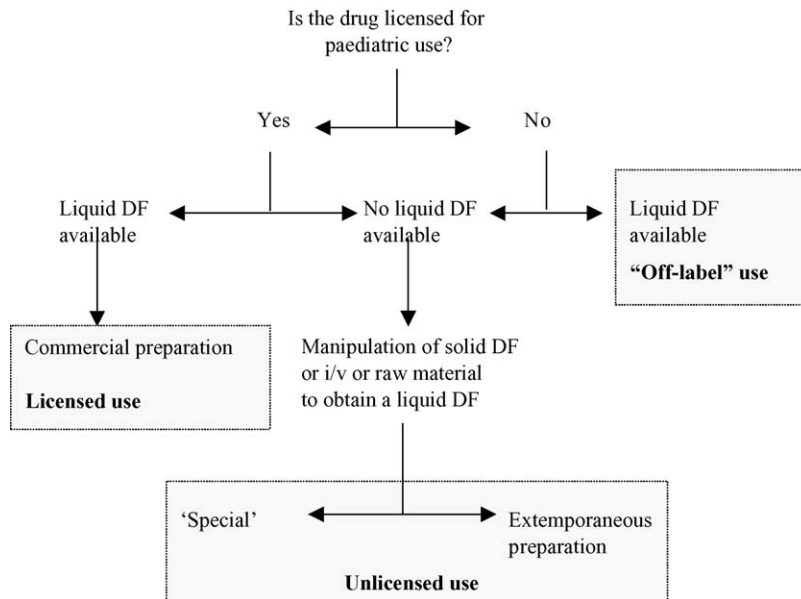 Is the drug licensed for
paediatric use?
Yes
No
Liquid DF
available
No liquid DF
available
Liquid DF
available
“Off-label” use
Commercial preparation
Licensed use
Manipulation of solid DF
or i/v or raw material
to obtain a liquid DF
‘Special’
Extemporaneous
preparation
Unlicensed use